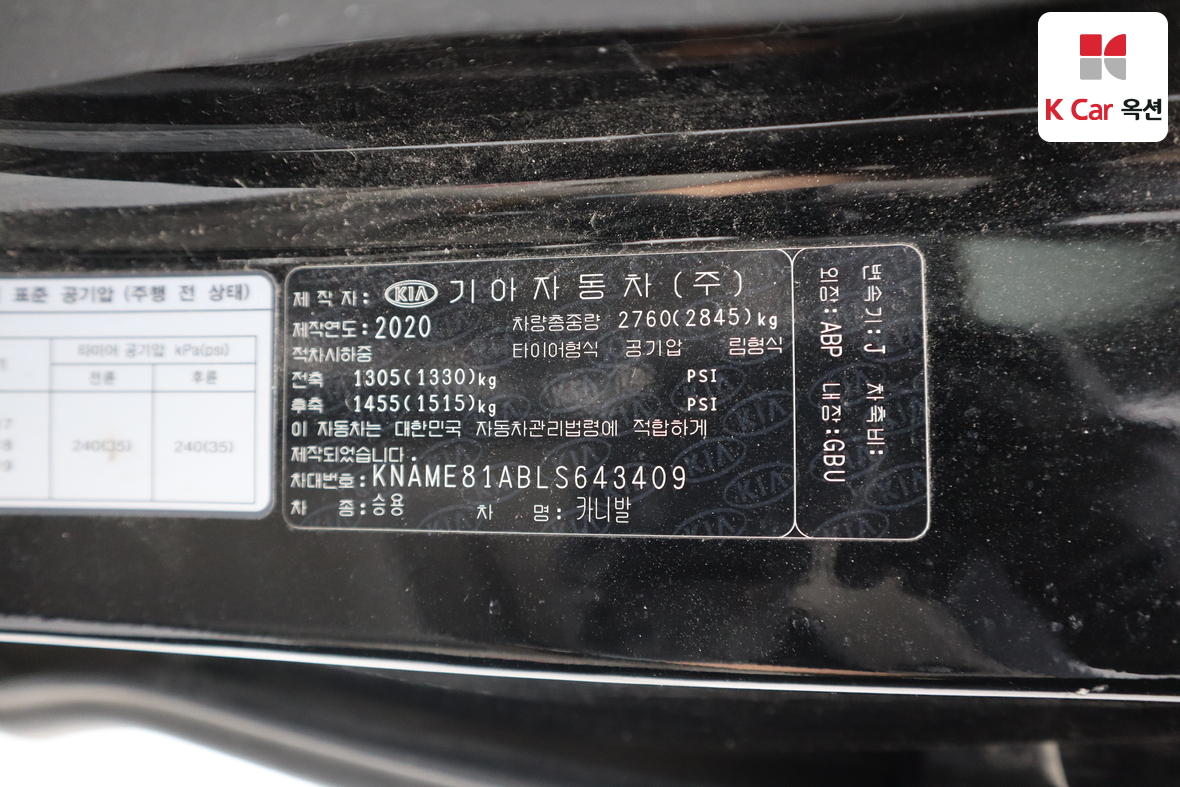 K Car 옥션
표준 공기압 (주행 전 상태)
타이어 공기압 kPa(psi)
전륜 후륜
240(35) 240(35)
제 작 자: KIA 기아자동차(주)
제작연도:2020 차량총중량 2760(2845)kg
적차시하중 타이어형식 공기압 림형식
전축 1305(1330)kg PSI
후축 1455(1515)kg PSI
이 자동차는 대한민국 자동차관리법령에 적합하게
제작되었습니다.
차대번호:KNAME81ABLS643409
차 종:승용 차 명:카니발
변속기:J 차축비:
외장:ABP 내장:GBU